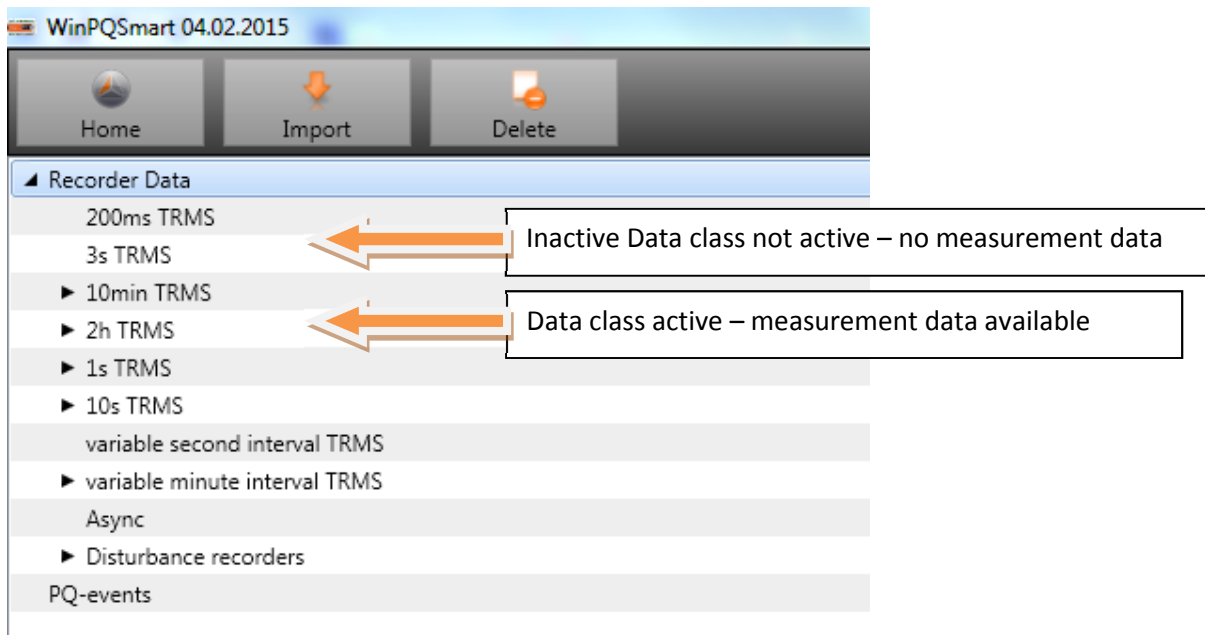 WinPQSmart 04.02.2015
Home Import Delete
Recorder Data
200ms TRMS
Inactive Data class not active – no measurement data
3s TRMS
10min TRMS
Data class active – measurement data available
2h TRMS
1s TRMS
10s TRMS
variable second interval TRMS
variable minute interval TRMS
Async
Disturbance recorders
PQ-events